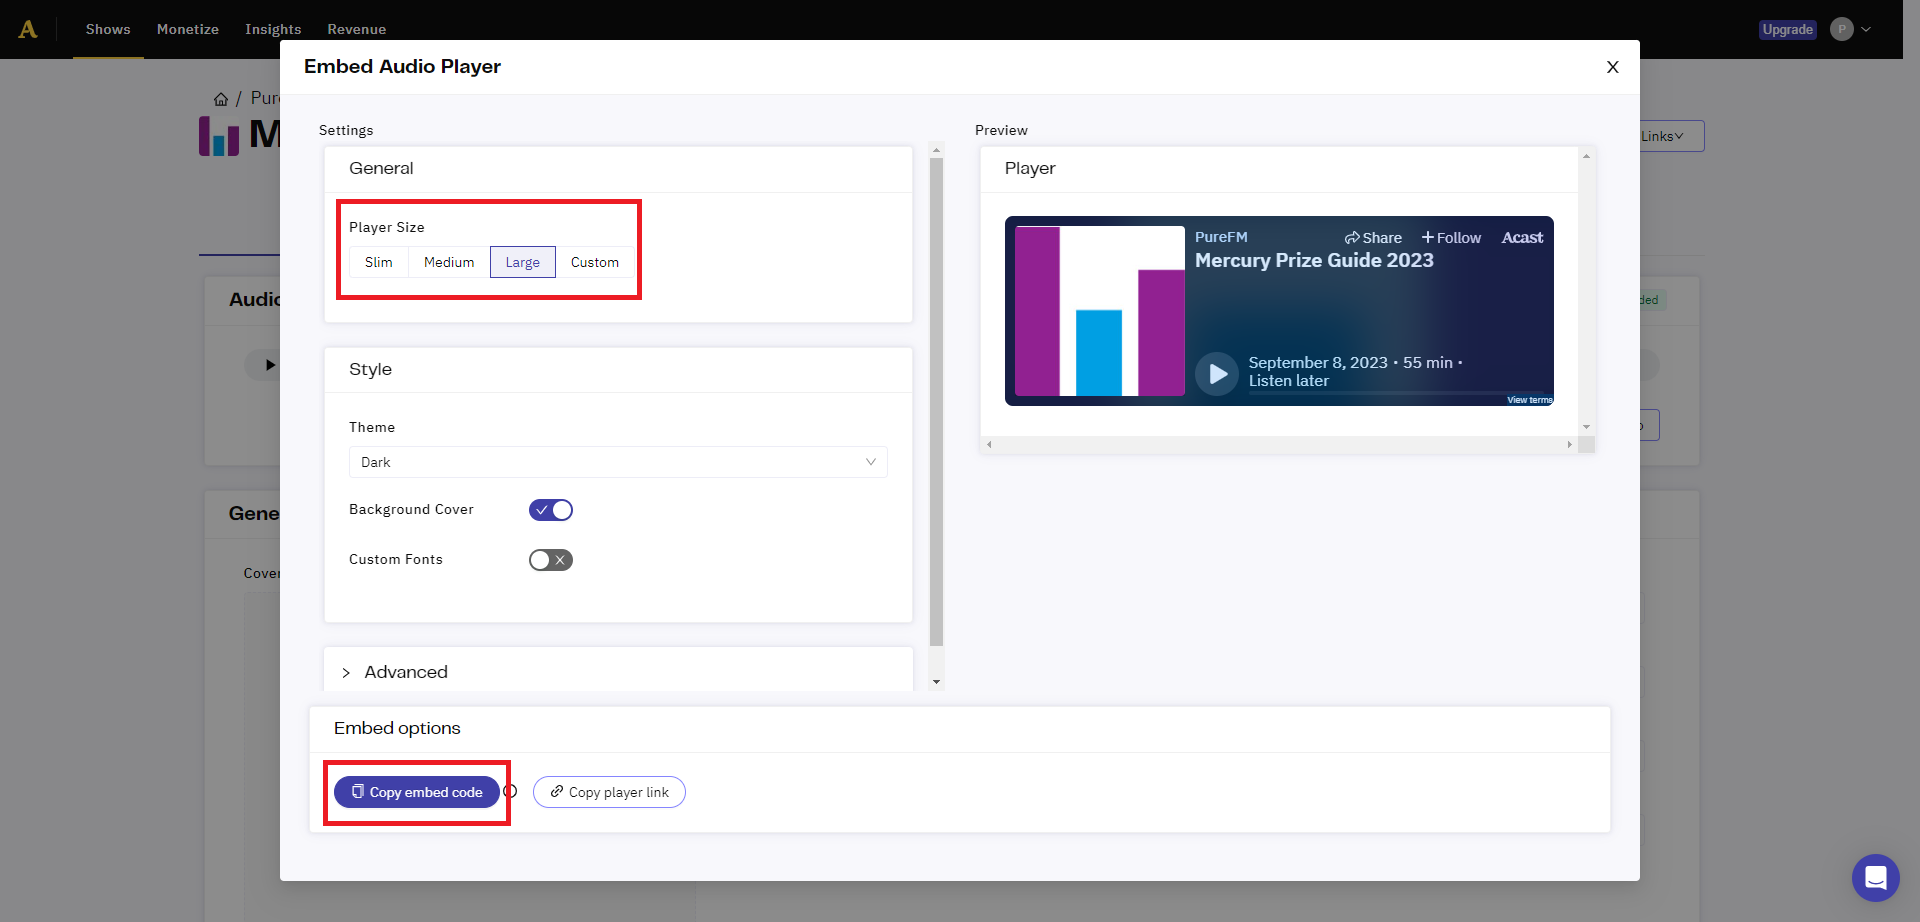 A
Shows
Monetize
Insights
Revenue
Upgrade
P
Embed Audio Player
X
/ Pur
M
Links
Settings
Preview
General
Player
Player Size
Slim
Medium
Large
Custom
PureFM
Share
Follow
Acast
Mercury Prize Guide 2023
September 8, 2023 · 55 min ·
Listen later
View terms
Audio
ded
Style
Theme
Dark
Background Cover
Custom Fonts
Gene
Cover
Advanced
Embed options
Copy embed code
Copy player link